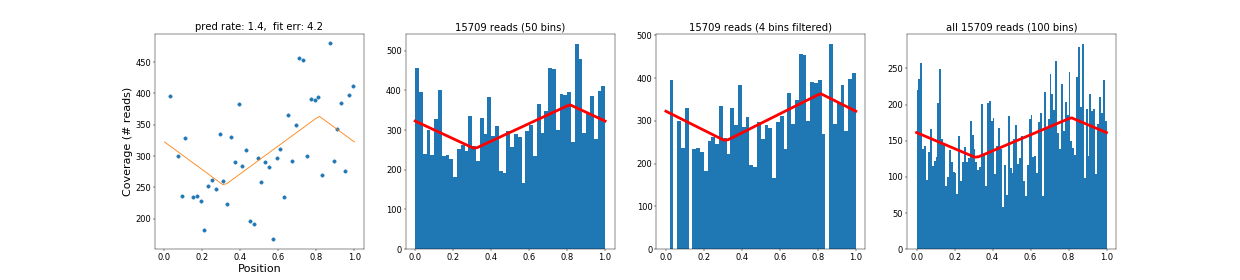 pred rate: 1.4,  fit err: 4.2
Coverage (# reads)
450
400
350
300
250
200
0.0 0.2 0.4 0.6 0.8 1.0
Position
15709 reads (50 bins)
500
400
300
200
100
0
0.0 0.2 0.4 0.6 0.8 1.0
15709 reads (4 bins filtered)
500
400
300
200
100
0
0.0 0.2 0.4 0.6 0.8 1.0
all 15709 reads (100 bins)
250
200
150
100
50
0
0.0 0.2 0.4 0.6 0.8 1.0